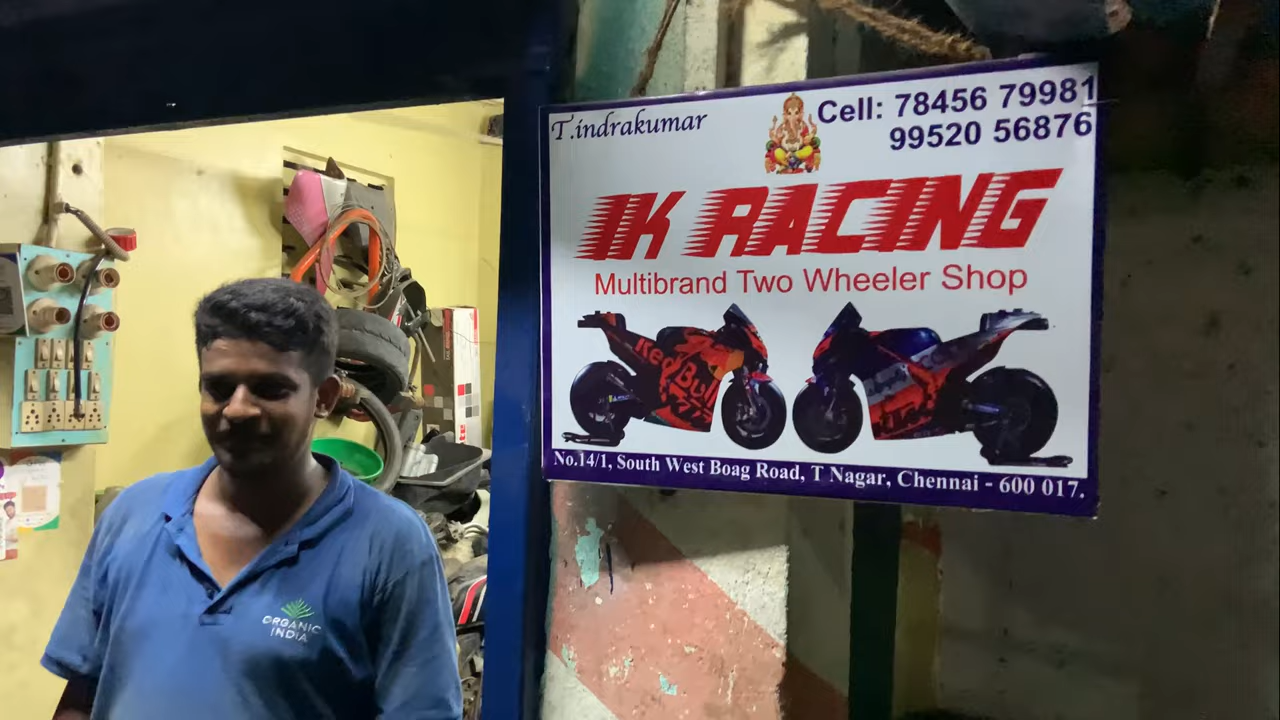 T.indrakumar
Cell: 78456 79981
99520 56876
IK RACING
Multibrand Two Wheeler Shop
Red Bull
KTM
No.14/1, South West Boag Road, T Nagar, Chennai - 600 017.
ORGANIC
INDIA